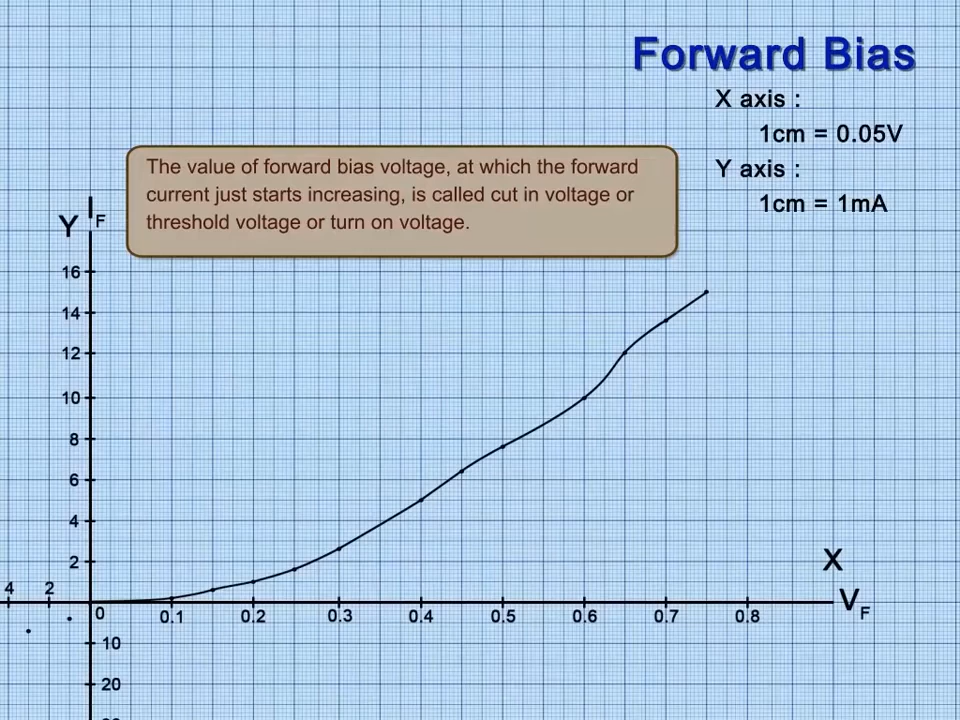 Forward Bias
X axis :
1cm = 0.05V
Y axis :
1cm = 1mA
The value of forward bias voltage, at which the forward
current just starts increasing, is called cut in voltage or
threshold voltage or turn on voltage.
Y I F
16
14
12
10
8
6
4
2
X
4 2
V F
0 0.1 0.2 0.3 0.4 0.5 0.6 0.7 0.8
10
20